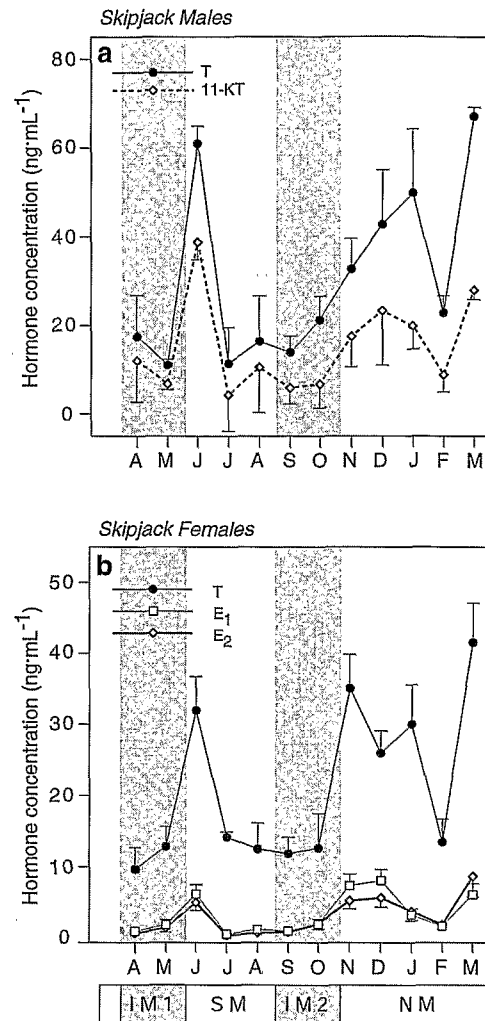 Skipjack Males
a
T
11-KT
Hormone concentration (ng·mL⁻¹)
80
60
40
20
0
A M J J A S O N D J F M
Skipjack Females
b
T
E₁
E₂
Hormone concentration (ng·mL⁻¹)
50
40
30
20
10
0
A M J J A S O N D J F M
IM1 SM IM2 NM